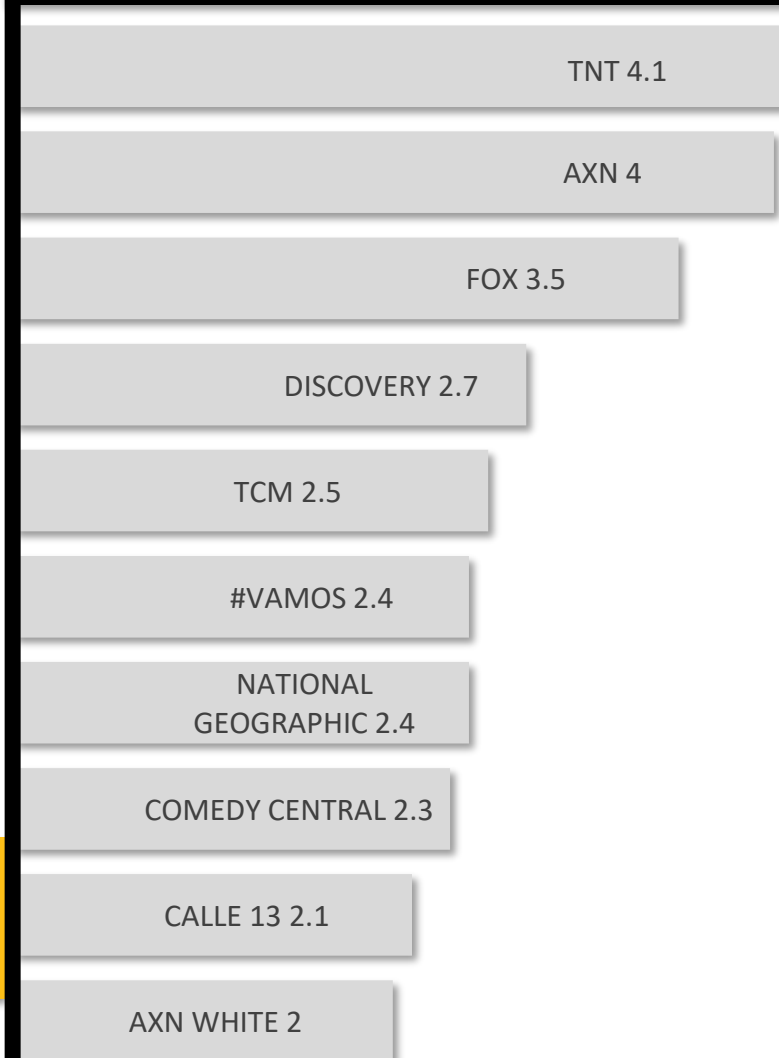 TNT 4.1
AXN 4
FOX 3.5
DISCOVERY 2.7
TCM 2.5
#VAMOS 2.4
NATIONAL
GEOGRAPHIC 2.4
COMEDY CENTRAL 2.3
CALLE 13 2.1
AXN WHITE 2